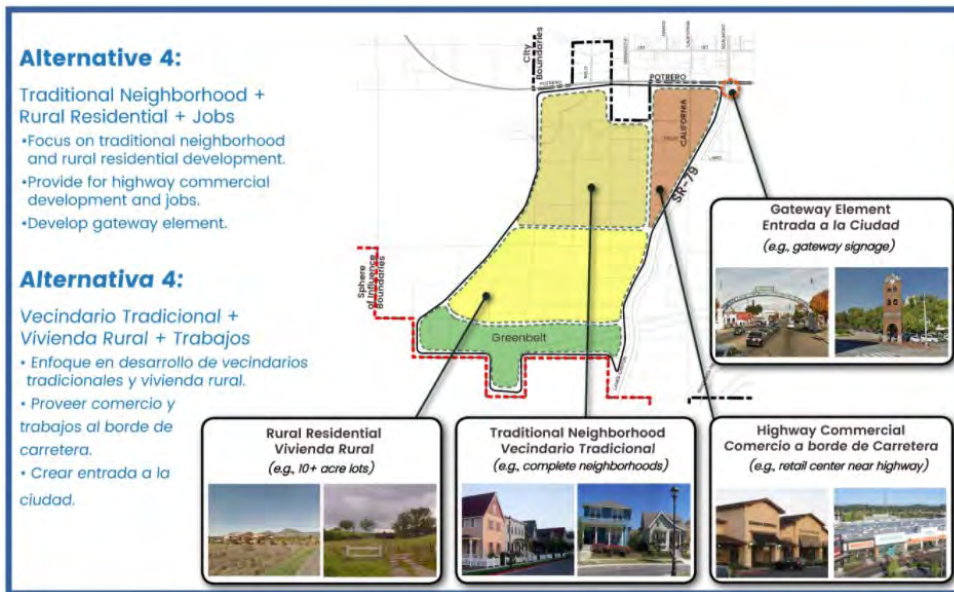 Alternative 4:
Traditional Neighborhood +
Rural Residential + Jobs
•Focus on traditional neighborhood
and rural residential development.
•Provide for highway commercial
development and jobs.
•Develop gateway element.
Alternativa 4:
Vecindario Tradicional +
Vivienda Rural + Trabajos
• Enfoque en desarrollo de vecindarios
tradicionales y vivienda rural.
• Proveer comercio y
trabajos al borde de
carretera.
• Crear entrada a la
ciudad.
City
Boundaries
POTRERO
POTRERO
CALIFORNIA
SR-79
Sphere
of Influence
Boundaries
Greenbelt
Gateway Element
Entrada a la Ciudad
(e.g., gateway signage)
Rural Residential
Vivienda Rural
(e.g., 10+ acre lots)
Traditional Neighborhood
Vecindario Tradicional
(e.g., complete neighborhoods)
Highway Commercial
Comercio a borde de Carretera
(e.g., retail center near highway)